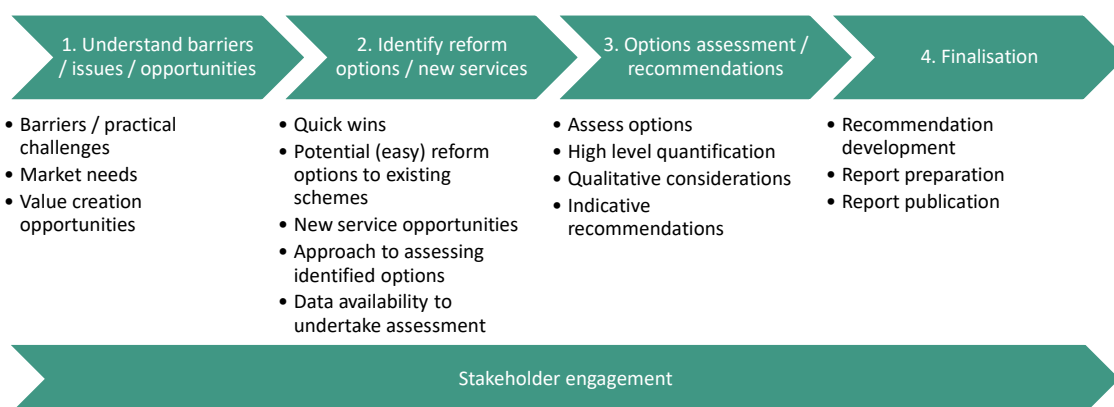 1. Understand barriers
/ issues / opportunities
• Barriers / practical
challenges
• Market needs
• Value creation
opportunities
2. Identify reform
options / new services
• Quick wins
• Potential (easy) reform
options to existing
schemes
• New service opportunities
• Approach to assessing
identified options
• Data availability to
undertake assessment
3. Options assessment /
recommendations
• Assess options
• High level quantification
• Qualitative considerations
• Indicative
recommendations
4. Finalisation
• Recommendation
development
• Report preparation
• Report publication
Stakeholder engagement